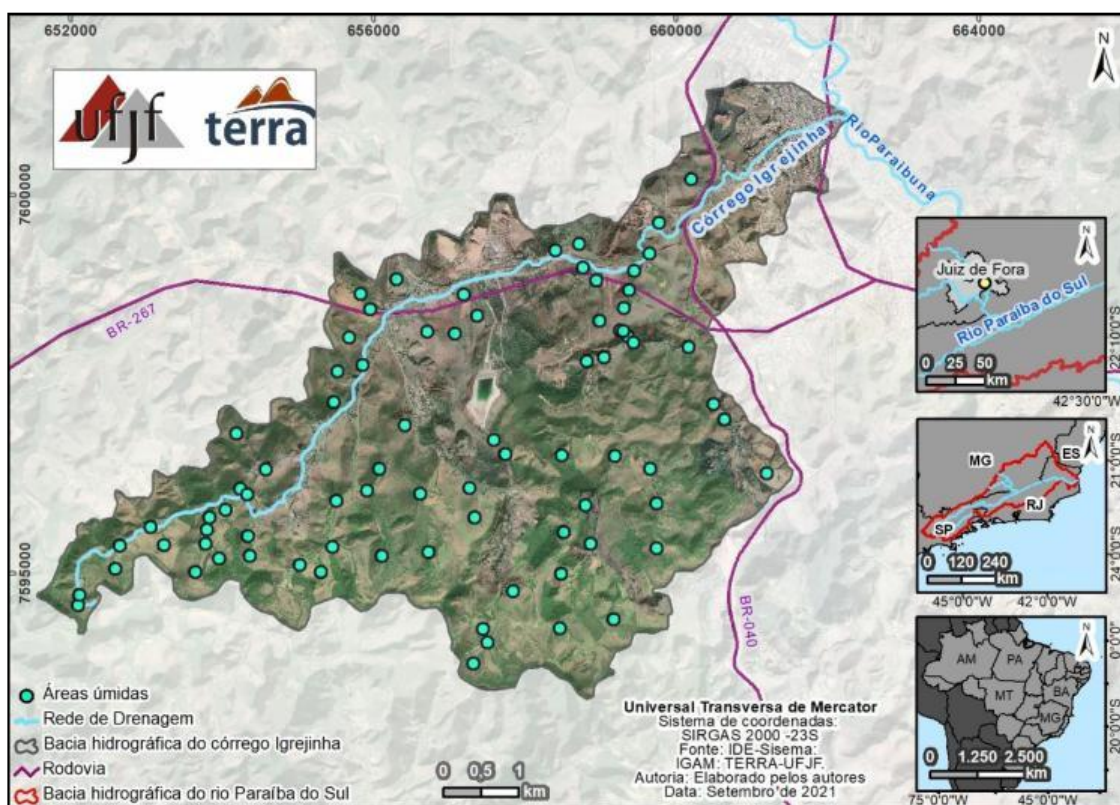 652000
656000
660000
664000
N
7600000
7595000
ufjf
terra
Córrego Igrejinha
Rio Paraibuna
BR-267
BR-040
N
Juiz de Fora
Rio Paraíba do Sul
0 25 50
km
22°10'0"S
42°30'0"W
N
MG
ES
RJ
SP
0 120 240
km
21°0'0"S
24°0'0"S
45°0'0"W
42°0'0"W
N
AM
PA
MT
BA
MG
0 1.250 2.500
km
0°0'0"
20°0'0"S
75°0'0"W
45°0'0"W
Áreas úmidas
Rede de Drenagem
Bacia hidrográfica do córrego Igrejinha
Rodovia
Bacia hidrográfica do rio Paraíba do Sul
0 0,5 1
km
Universal Transversa de Mercator
Sistema de coordenadas:
SIRGAS 2000 -23S
Fonte: IDE-Sisema:
IGAM: TERRA-UFJF.
Autoria: Elaborado pelos autores
Data: Setembro de 2021